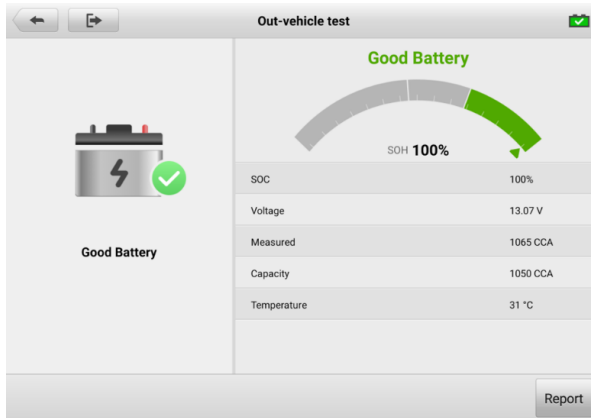 Out-vehicle test
Good Battery
Good Battery
SOH 100%
SOC 100%
Voltage 13.07 V
Measured 1065 CCA
Capacity 1050 CCA
Temperature 31 °C
Report